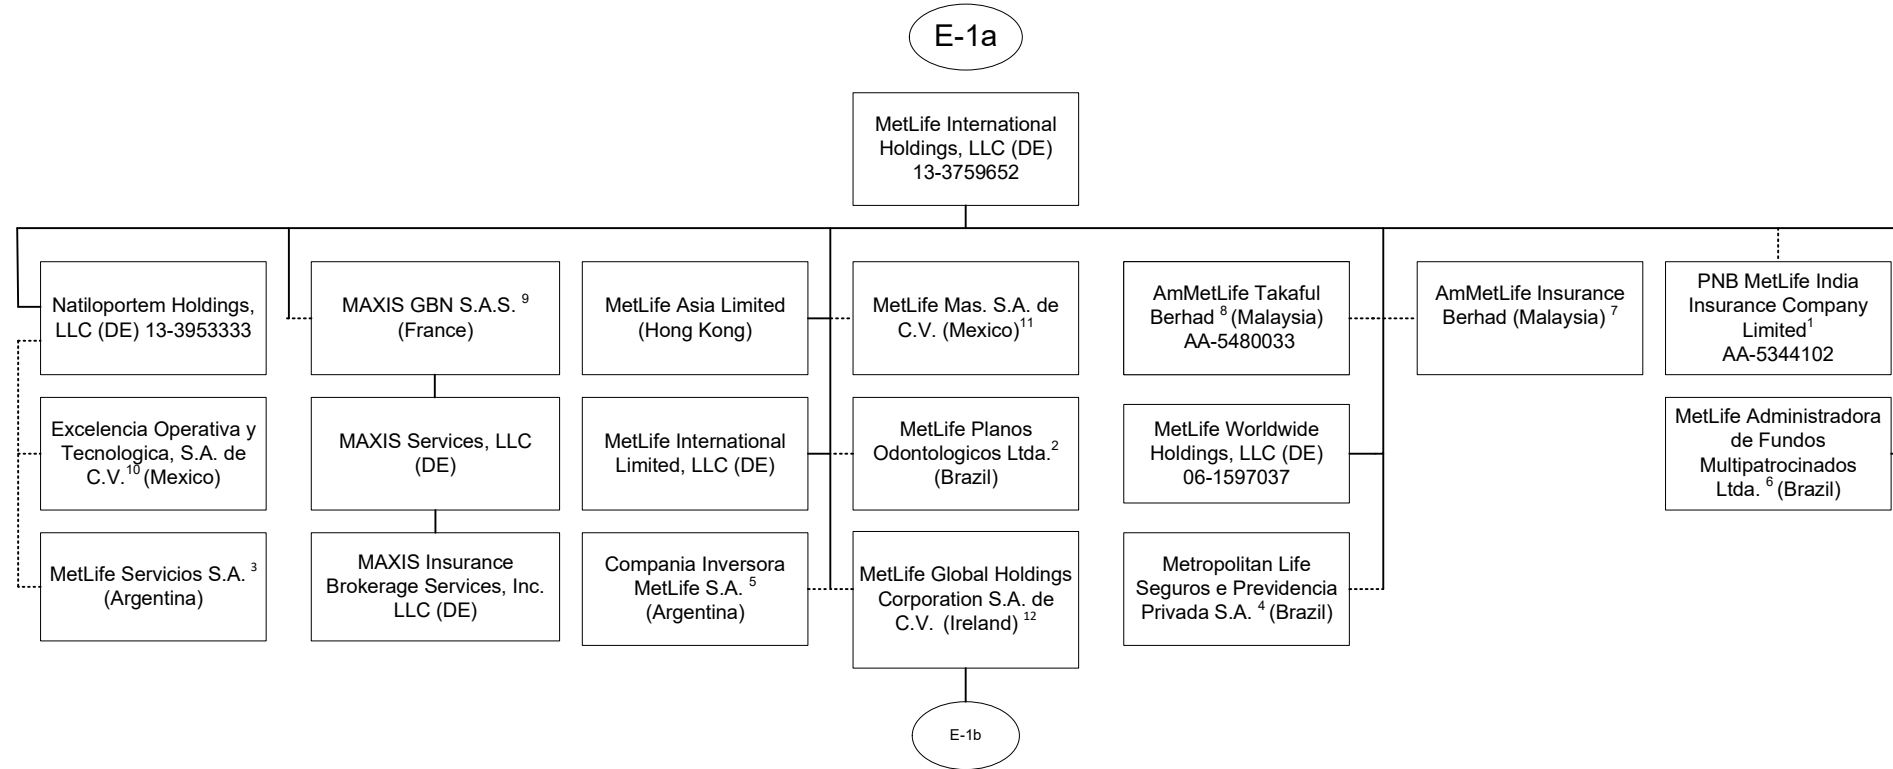 E-1a
MetLife International
Holdings, LLC (DE)
13-3759652
Natiloportem Holdings,
LLC (DE) 13-3953333
MAXIS GBN S.A.S. 9
(France)
MetLife Asia Limited
(Hong Kong)
MetLife Mas. S.A. de
C.V. (Mexico)11
AmMetLife Takaful
Berhad 8 (Malaysia)
AA-5480033
AmMetLife Insurance
Berhad (Malaysia) 7
PNB MetLife India
Insurance Company
Limited1
AA-5344102
Excelencia Operativa y
Tecnologica, S.A. de
C.V.10 (Mexico)
MAXIS Services, LLC
(DE)
MetLife International
Limited, LLC (DE)
MetLife Planos
Odontologicos Ltda.2
(Brazil)
MetLife Worldwide
Holdings, LLC (DE)
06-1597037
MetLife Administradora
de Fundos
Multipatrocinados
Ltda. 6 (Brazil)
MetLife Servicios S.A. 3
(Argentina)
MAXIS Insurance
Brokerage Services, Inc.
LLC (DE)
Compania Inversora
MetLife S.A. 5
(Argentina)
MetLife Global Holdings
Corporation S.A. de
C.V. (Ireland) 12
Metropolitan Life
Seguros e Previdencia
Privada S.A. 4 (Brazil)
E-1b